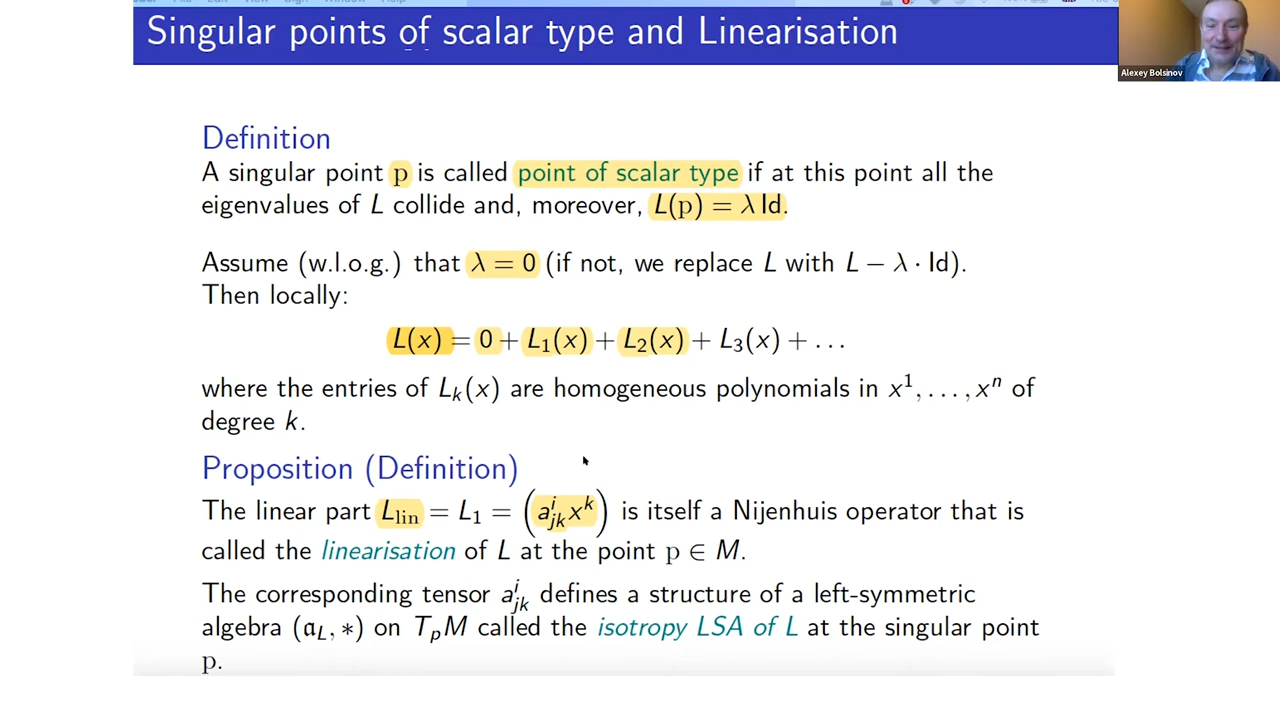 Singular points of scalar type and Linearisation
Alexey Bolsinov
Definition
A singular point p is called point of scalar type if at this point all the
eigenvalues of L collide and, moreover, L(p) = λ Id.
Assume (w.l.o.g.) that λ = 0 (if not, we replace L with L − λ · Id).
Then locally:
L(x) = 0 + L₁(x) + L₂(x) + L₃(x) + . . .
where the entries of Lₖ(x) are homogeneous polynomials in x¹, . . . , xⁿ of
degree k.
Proposition (Definition)
The linear part L_lin = L₁ = (a^i_{jk} x^k) is itself a Nijenhuis operator that is
called the linearisation of L at the point p ∈ M.
The corresponding tensor a^i_{jk} defines a structure of a left-symmetric
algebra (𝔞_L, ∗) on T_pM called the isotropy LSA of L at the singular point
p.